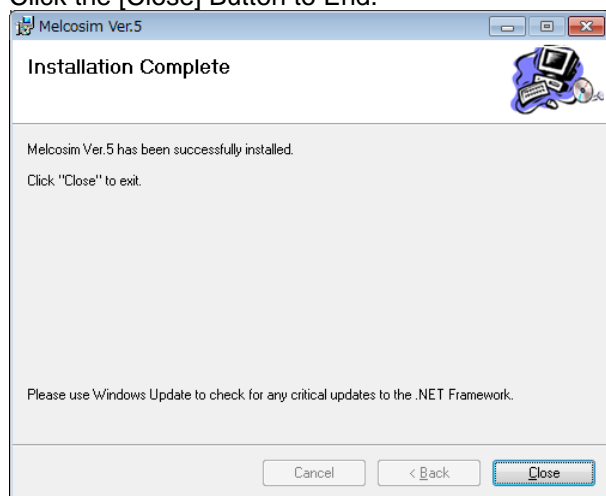 Click the [Close] Button to End.
Melcosim Ver.5
Installation Complete
Melcosim Ver.5 has been successfully installed.
Click "Close" to exit.
Please use Windows Update to check for any critical updates to the .NET Framework.
Cancel
< Back
Close